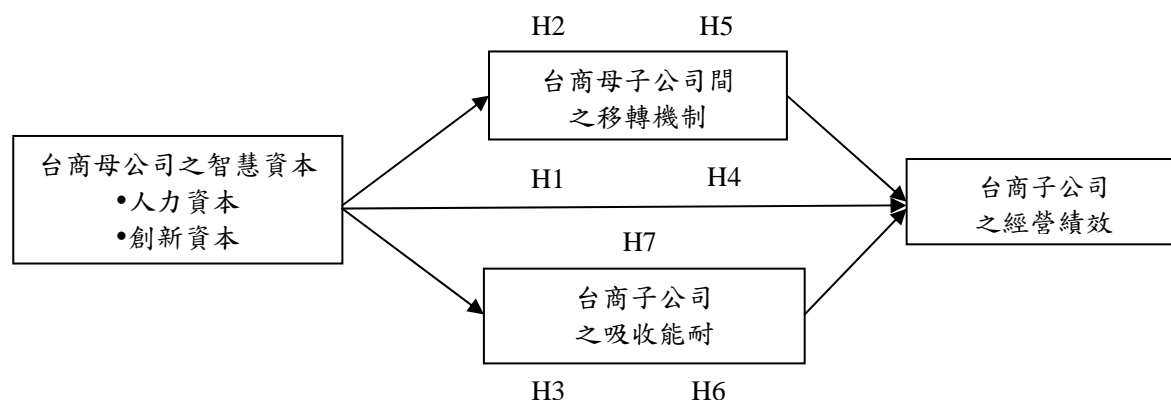 H2 H5
台商母子公司間
之移轉機制
台商母公司之智慧資本
•人力資本
•創新資本
H1 H4
台商子公司
之經營績效
H7
台商子公司
之吸收能耐
H3 H6